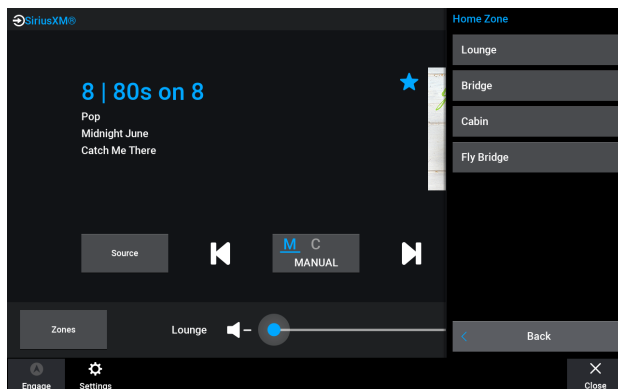 SiriusXM®
Home Zone
Lounge
Bridge
Cabin
Fly Bridge
8 | 80s on 8
Pop
Midnight June
Catch Me There
Source
M C
MANUAL
Zones
Lounge
Back
Engage
Settings
Close